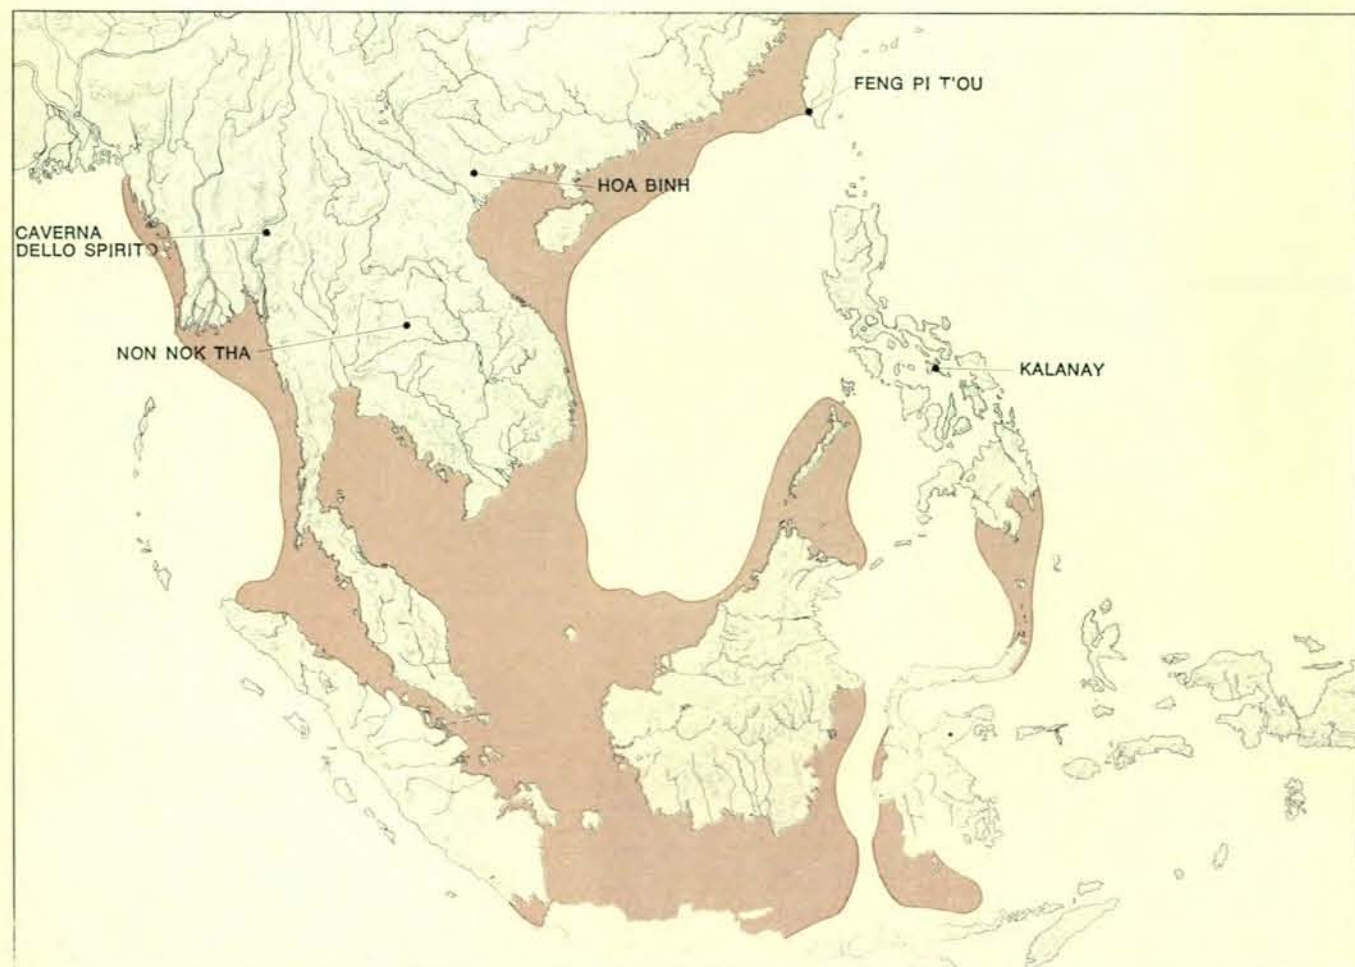 FENG PI T'OU
HOA BINH
CAVERNA
DELLO SPIRITO
NON NOK THA
KALANAY